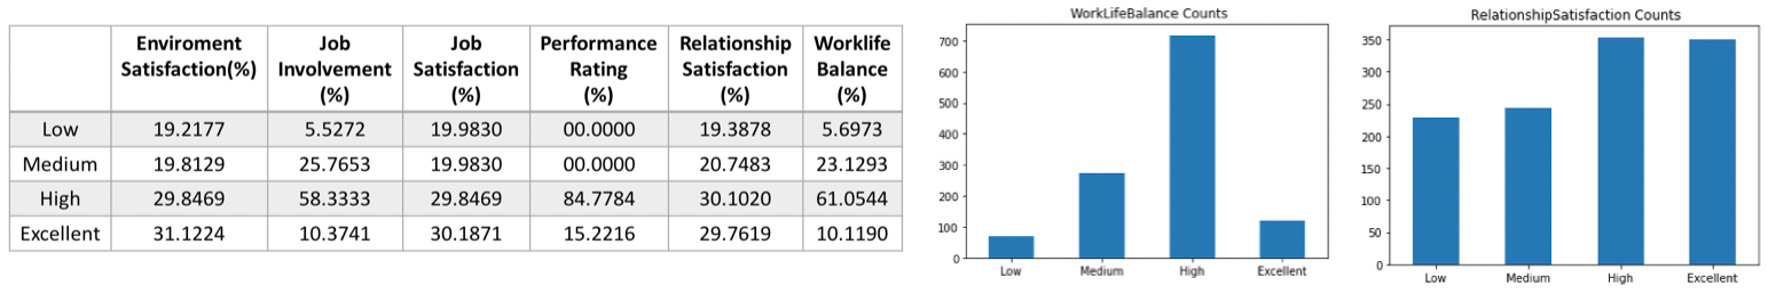 Enviroment Satisfaction(%) Job Involvement (%) Job Satisfaction (%) Performance Rating (%) Relationship Satisfaction (%) Worklife Balance (%)
Low 19.2177 5.5272 19.9830 00.0000 19.3878 5.6973
Medium 19.8129 25.7653 19.9830 00.0000 20.7483 23.1293
High 29.8469 58.3333 29.8469 84.7784 30.1020 61.0544
Excellent 31.1224 10.3741 30.1871 15.2216 29.7619 10.1190
WorkLifeBalance Counts
700
600
500
400
300
200
100
0
Low Medium High Excellent
RelationshipSatisfaction Counts
350
300
250
200
150
100
50
0
Low Medium High Excellent